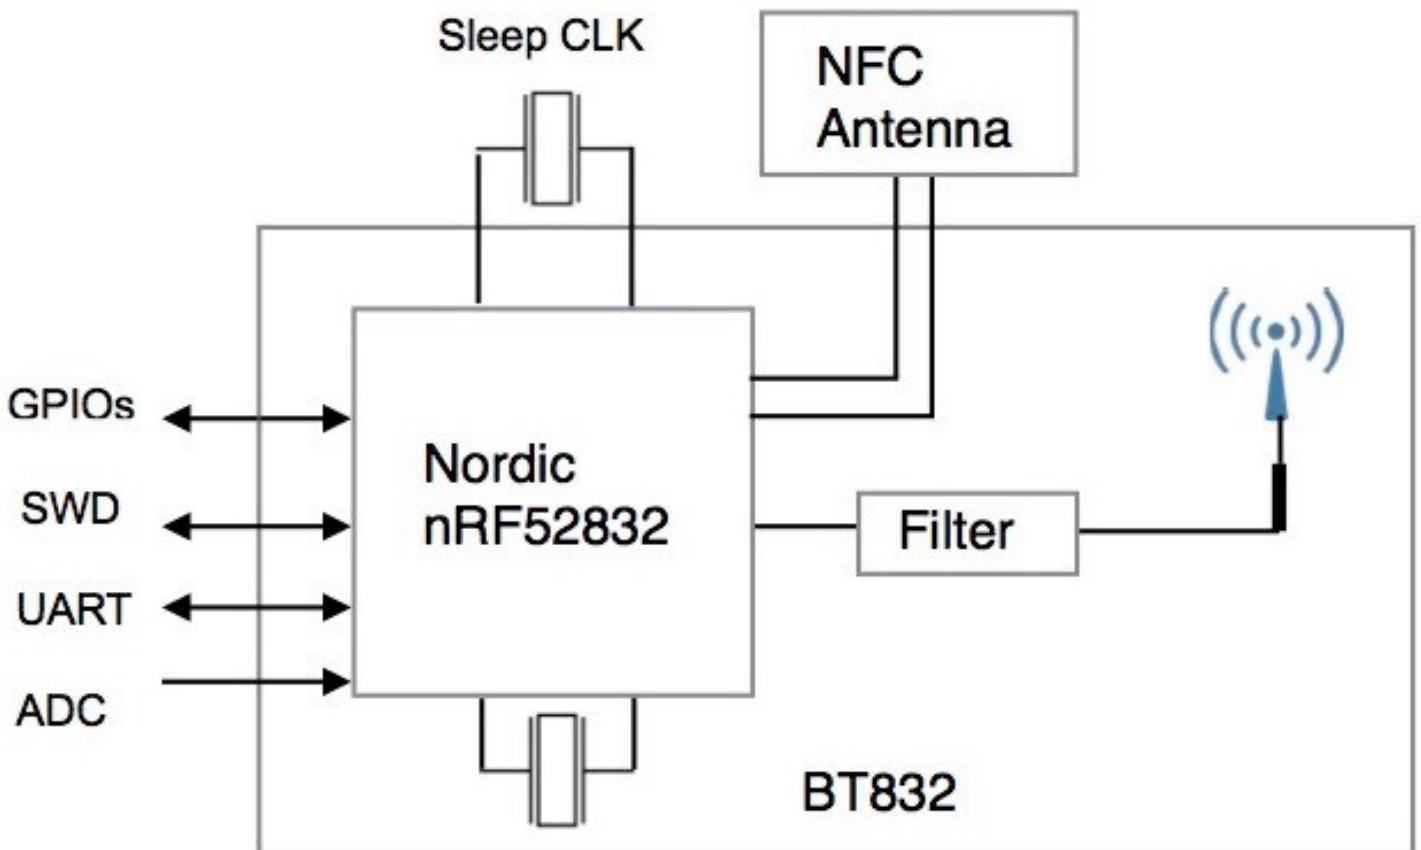 Sleep CLK
NFC
Antenna
GPIOs
Nordic
nRF52832
SWD
Filter
UART
ADC
BT832